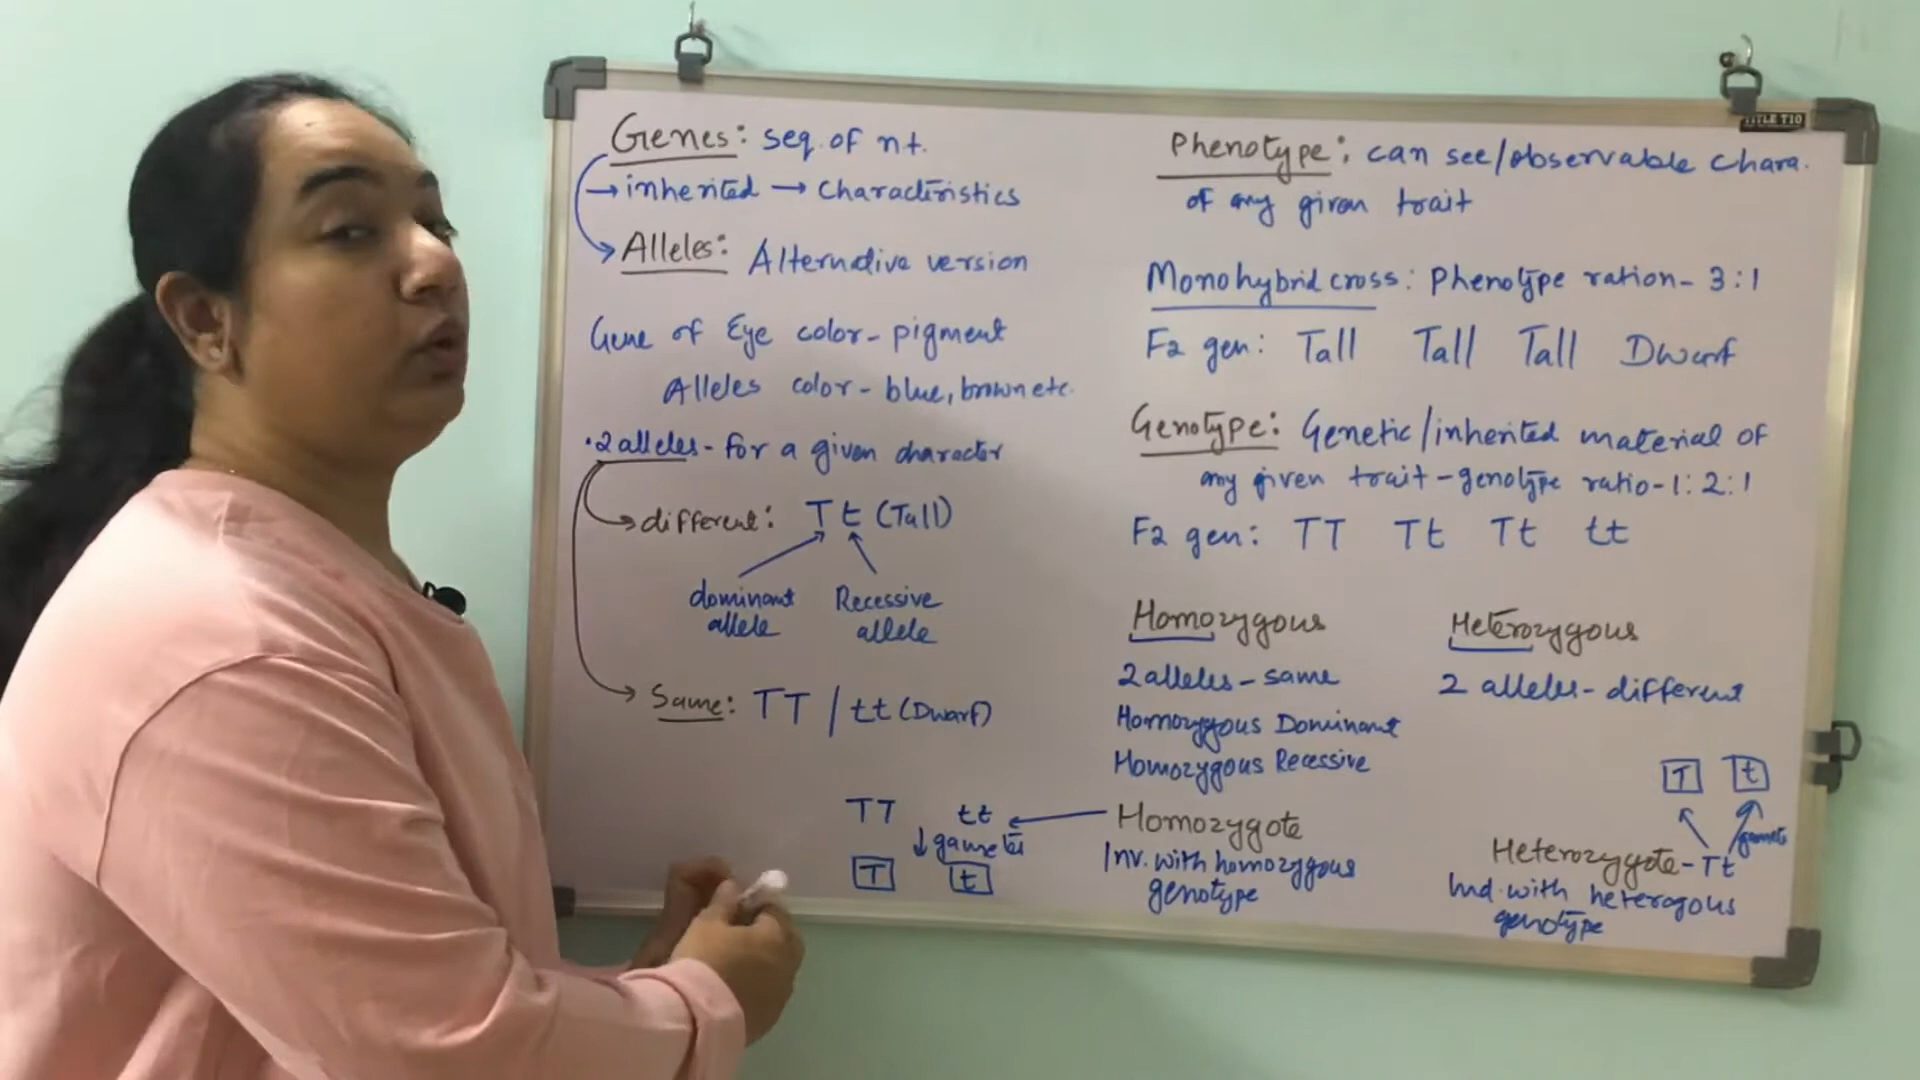 Genes: seq. of nt.
→ inherited → Characteristics
Alleles: Alternative version
Gene of Eye color - pigment
Alleles color - blue, brown etc.
• 2 alleles - for a given character
→ different: Tt (Tall)
dominant allele
Recessive allele
→ Same: TT / tt (Dwarf)
TT tt
↓ gametes
T t
Phenotype: can see/observable chara.
of any given trait
Monohybrid cross: Phenotype ration - 3:1
F2 gen: Tall Tall Tall Dwarf
Genotype: Genetic/inherited material of
any given trait - genotype ratio - 1:2:1
F2 gen: TT Tt Tt tt
Homozygous
2 alleles - same
Homozygous Dominant
Homozygous Recessive
Homozygote
Inv. with homozygous
genotype
Heterozygous
2 alleles - different
T t
gamets
Heterozygote - Tt
Ind. with heterogous
genotype
TITLE T10